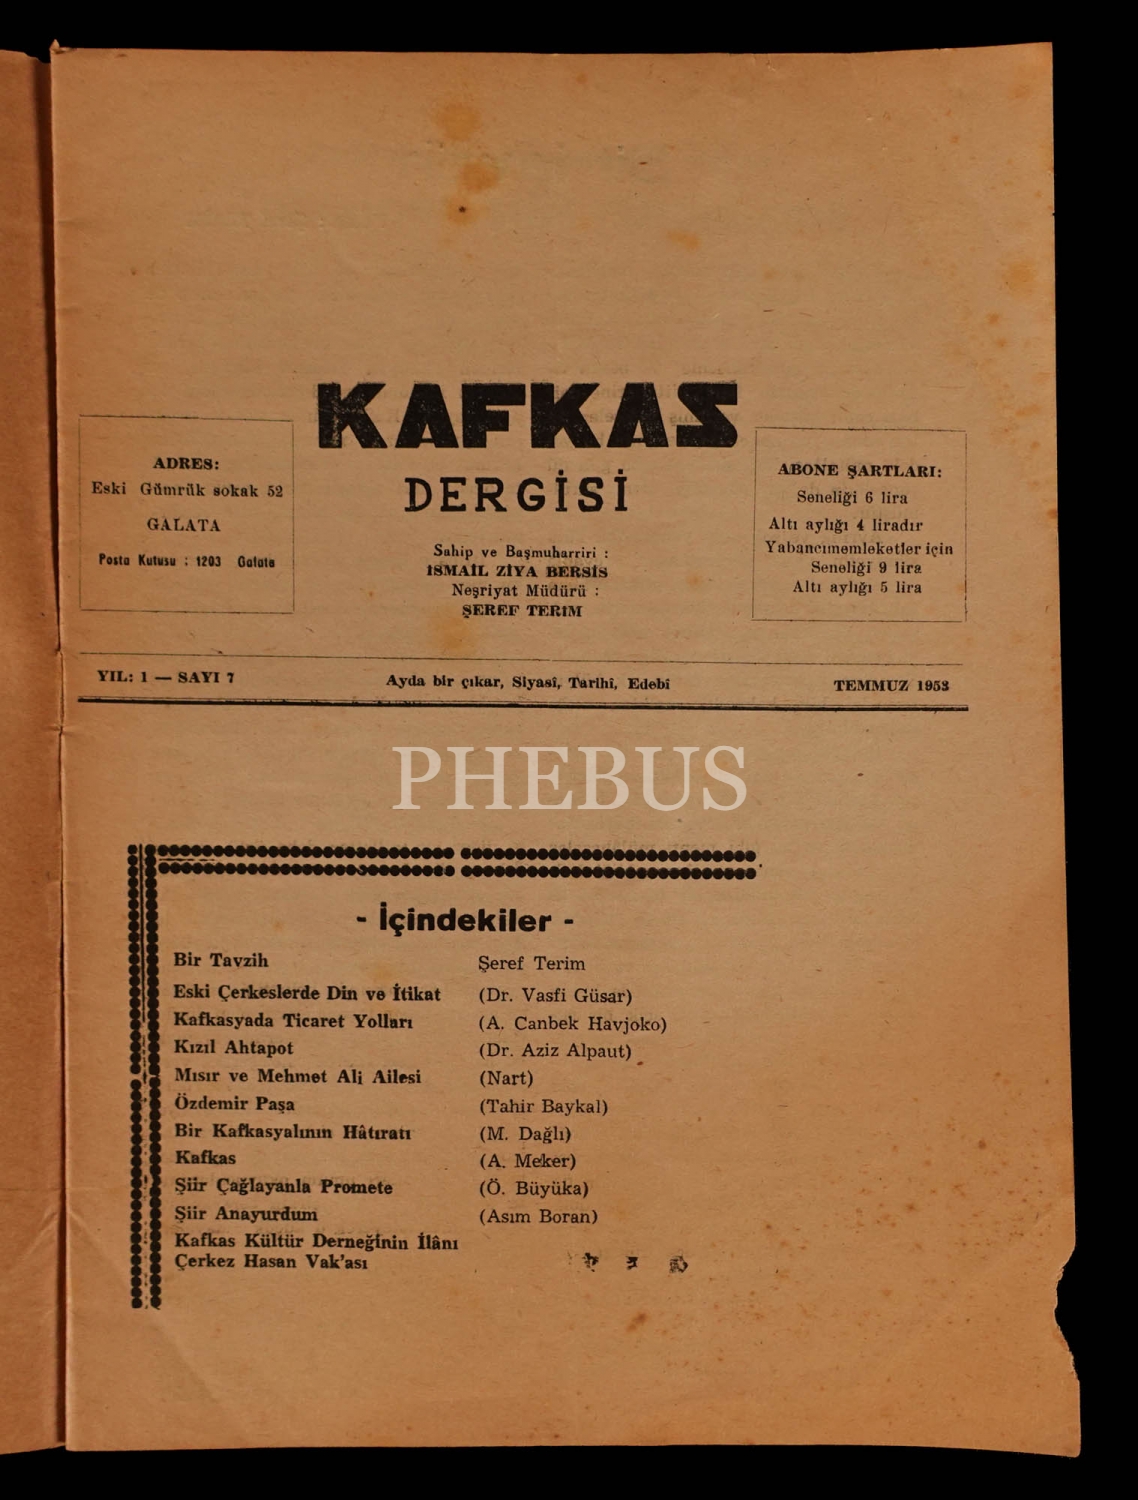 KAFKAS
DERGİSİ
ADRES:
Eski Gümrük sokak 52
GALATA
Posta Kutusu : 1203 Galata
Sahip ve Başmuharriri :
İSMAİL ZİYA BERSİS
Neşriyat Müdürü :
ŞEREF TERİM
ABONE ŞARTLARI:
Seneliği 6 lira
Altı aylığı 4 liradır
Yabancımemleketler için
Seneliği 9 lira
Altı aylığı 5 lira
YIL: 1 — SAYI 7
Ayda bir çıkar, Siyasî, Tarihî, Edebî
TEMMUZ 1953
PHEBUS
- İçindekiler -
Bir Tavzih Şeref Terim
Eski Çerkeslerde Din ve İtikat (Dr. Vasfi Güsar)
Kafkasyada Ticaret Yolları (A. Canbek Havjoko)
Kızıl Ahtapot (Dr. Aziz Alpaut)
Mısır ve Mehmet Ali Ailesi (Nart)
Özdemir Paşa (Tahir Baykal)
Bir Kafkasyalının Hâtıratı (M. Dağlı)
Kafkas (A. Meker)
Şiir Çağlayanla Promete (Ö. Büyüka)
Şiir Anayurdum (Asım Boran)
Kafkas Kültür Derneğinin İlânı
Çerkez Hasan Vak'ası